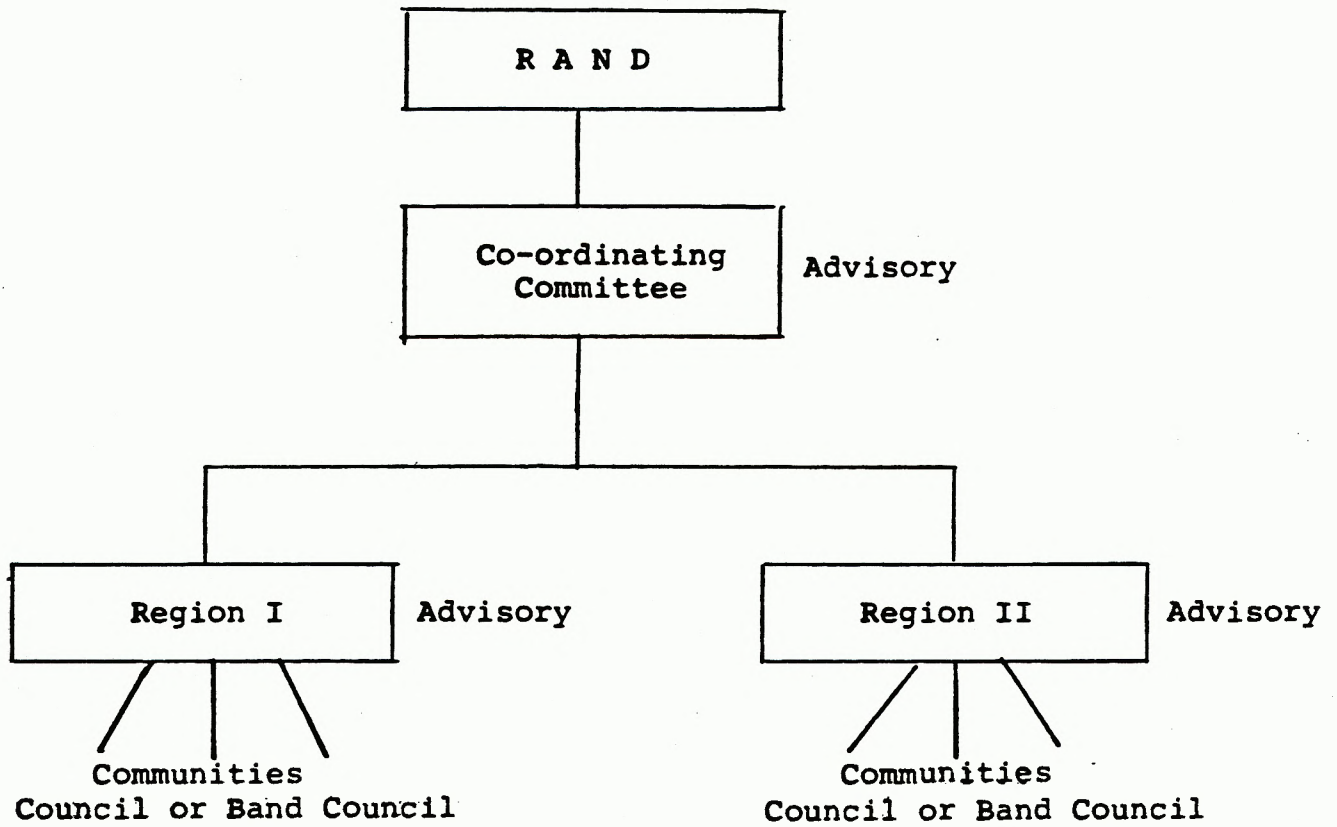 R A N D
Co-ordinating
Committee
Advisory
Region I
Advisory
Region II
Advisory
Communities
Council or Band Council
Communities
Council or Band Council